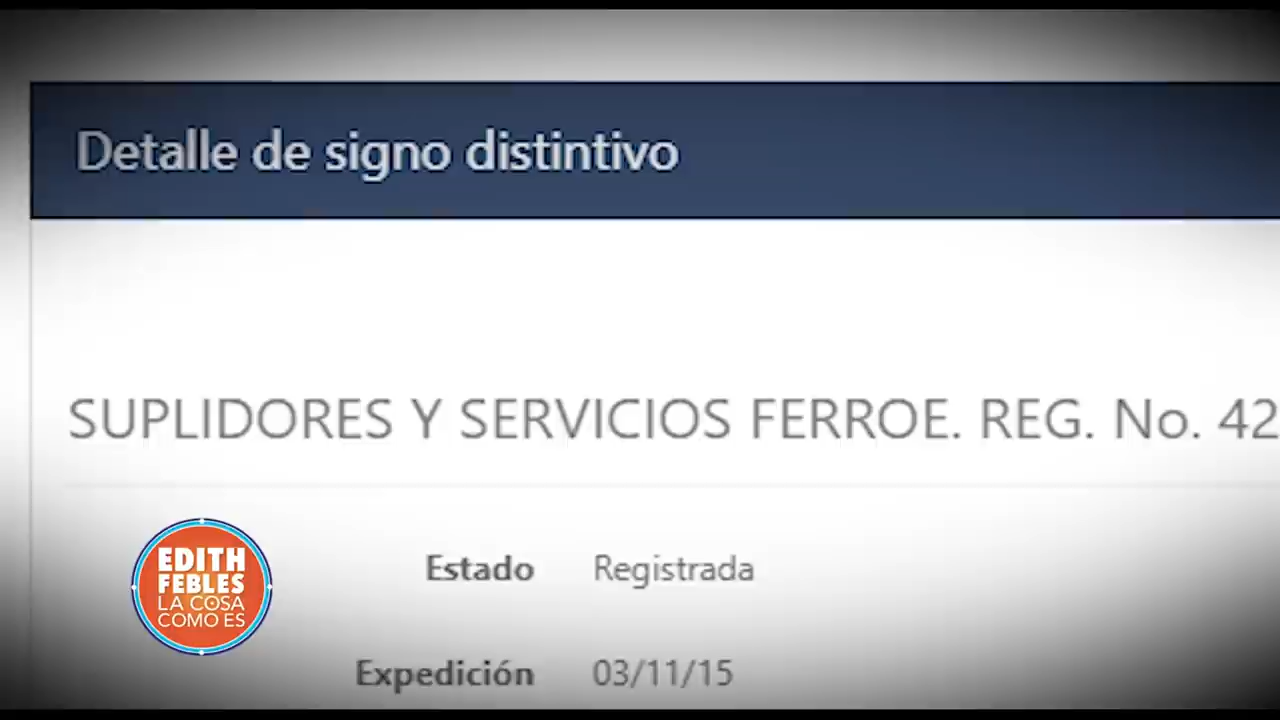 Detalle de signo distintivo
SUPLIDORES Y SERVICIOS FERROE. REG. No. 42
Estado Registrada
Expedición 03/11/15
EDITH
FEBLES
LA COSA
COMO ES